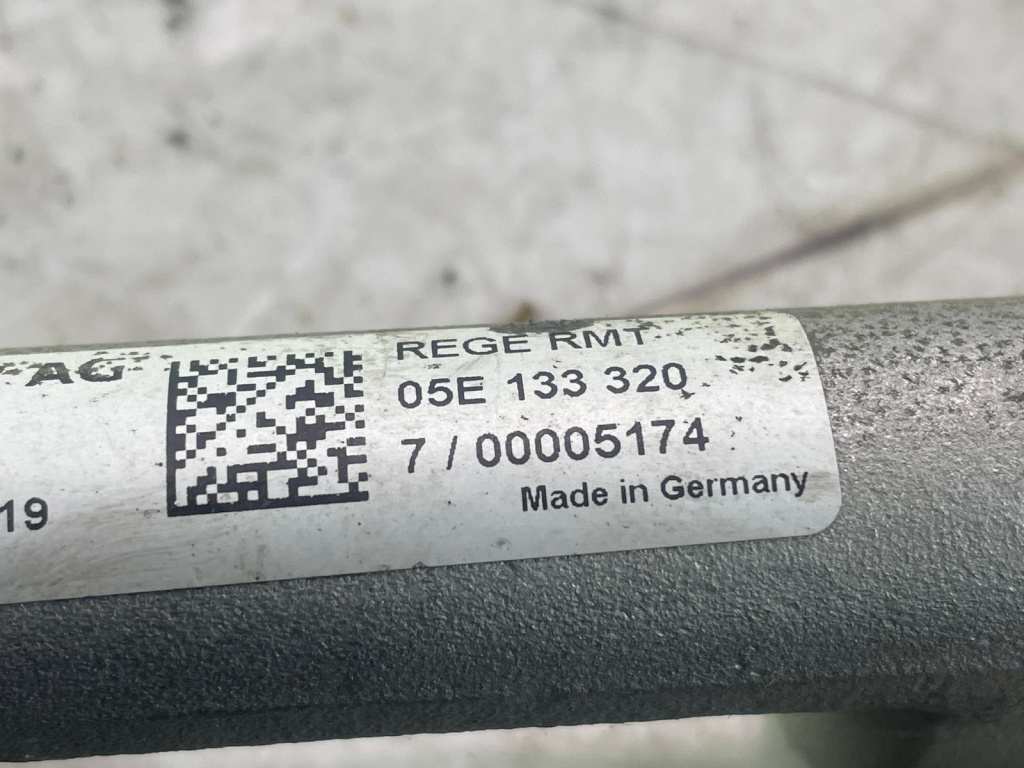 AG
REGE RMT
05E 133 320
7 / 00005174
19
Made in Germany